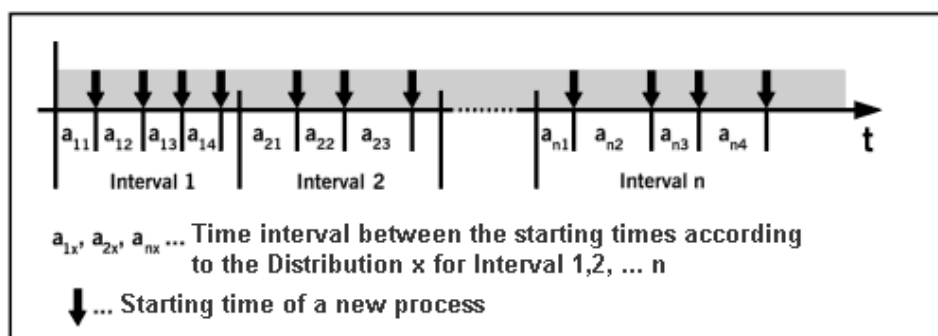 a11 a12 a13 a14 a21 a22 a23 an1 an2 an3 an4 t
Interval 1 Interval 2 Interval n
a1x, a2x, anx ... Time interval between the starting times according
to the Distribution x for Interval 1,2, ... n
... Starting time of a new process